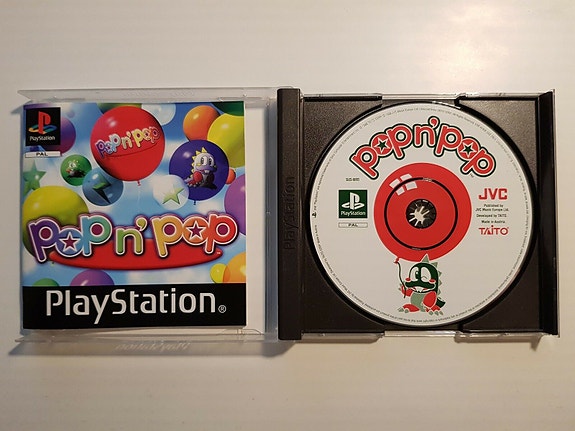 PlayStation
PAL
POP N' POP
pop n' pop
PlayStation®
PlayStation
pop n' pop
PlayStation
PAL
JVC
Published by
JVC Music Europe Ltd.
Developed by TAITO.
Made in Austria.
TAITO